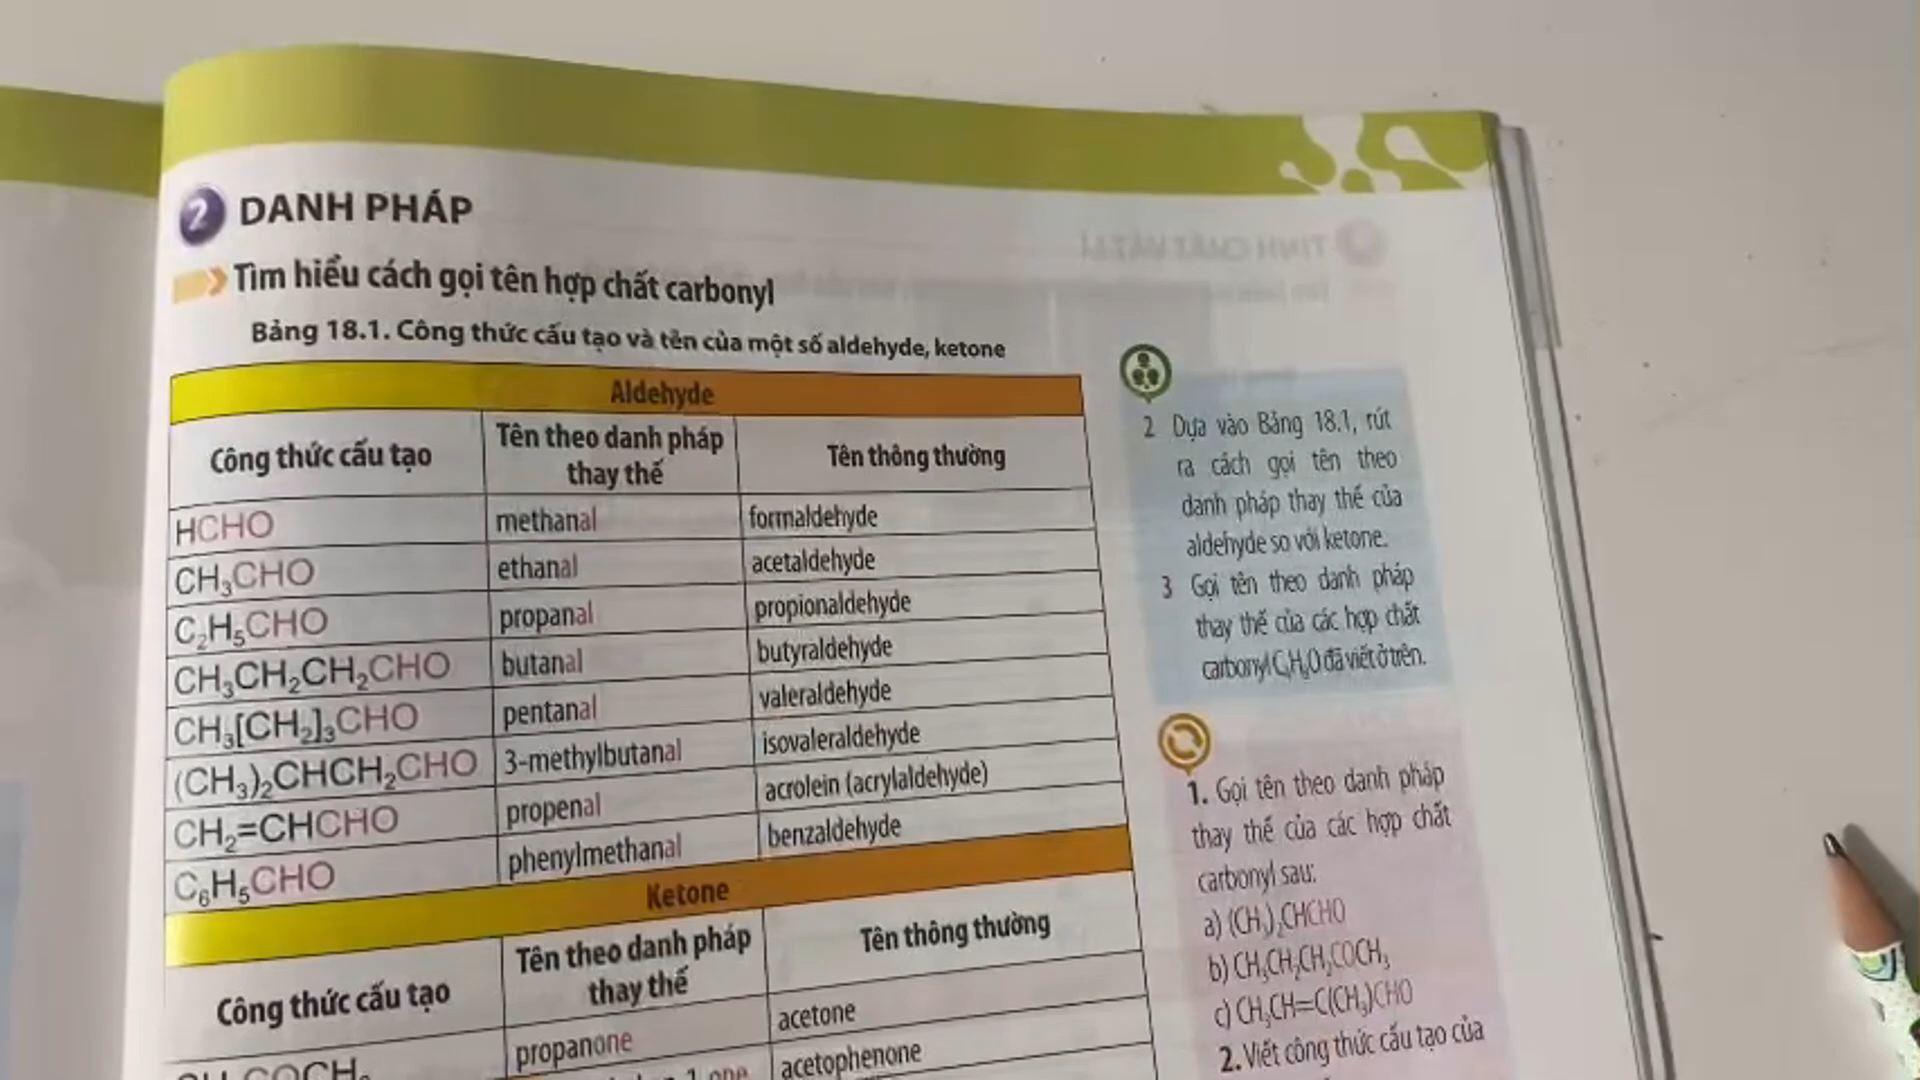 2 DANH PHÁP
Tìm hiểu cách gọi tên hợp chất carbonyl
Bảng 18.1. Công thức cấu tạo và tên của một số aldehyde, ketone
Aldehyde
Công thức cấu tạo
Tên theo danh pháp
thay thế
Tên thông thường
HCHO methanal formaldehyde
CH₃CHO ethanal acetaldehyde
C₂H₅CHO propanal propionaldehyde
CH₃CH₂CH₂CHO butanal butyraldehyde
CH₃[CH₂]₃CHO pentanal valeraldehyde
(CH₃)₂CHCH₂CHO 3-methylbutanal isovaleraldehyde
CH₂=CHCHO propenal acrolein (acrylaldehyde)
C₆H₅CHO phenylmethanal benzaldehyde
Ketone
Công thức cấu tạo
Tên theo danh pháp
thay thế
Tên thông thường
propanone acetone
acetophenone
2 Dựa vào Bảng 18.1, rút
ra cách gọi tên theo
danh pháp thay thế của
aldehyde so với ketone.
3 Gọi tên theo danh pháp
thay thế của các hợp chất
carbonyl đã viết ở trên.
1. Gọi tên theo danh pháp
thay thế của các hợp chất
carbonyl sau:
a) (CH₃)₂CHCHO
b) CH₃CH₂CH₂COCH₃
c) CH₃CH=C(CH₃)CHO
2. Viết công thức cấu tạo của